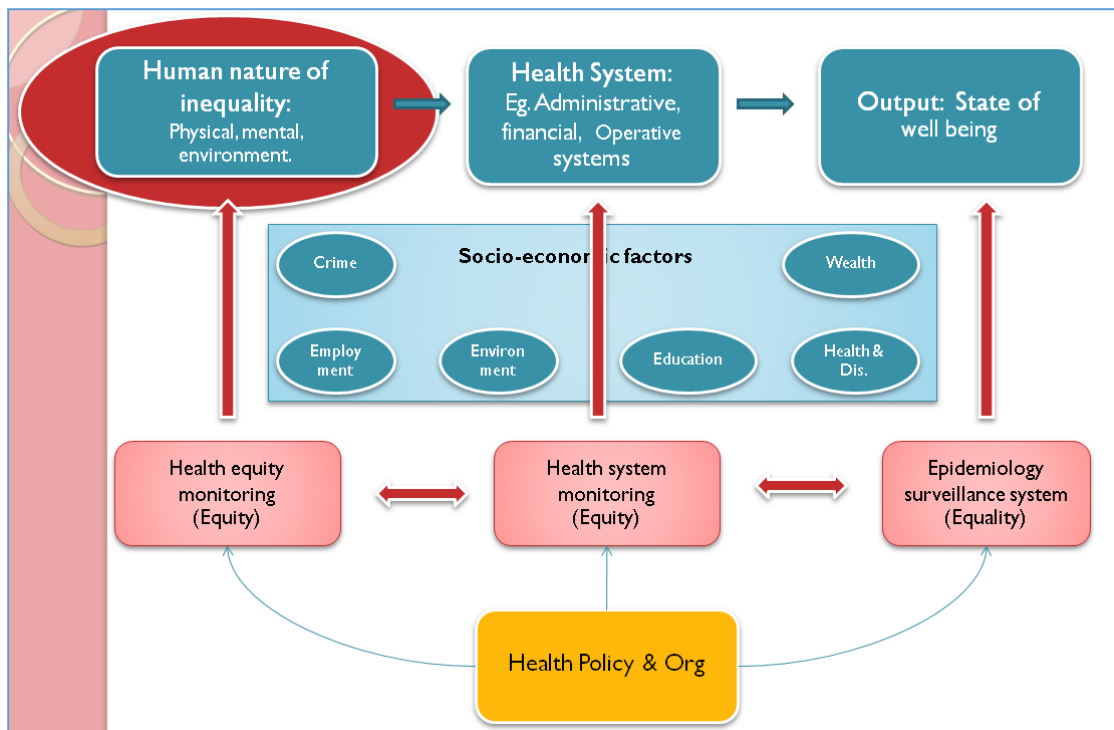 Human nature of
inequality:
Physical, mental,
environment.
Health System:
Eg. Administrative,
financial, Operative
systems
Output: State of
well being
Socio-economic factors
Crime
Wealth
Employ
ment
Environ
ment
Education
Health &
Dis.
Health equity
monitoring
(Equity)
Health system
monitoring
(Equity)
Epidemiology
surveillance system
(Equality)
Health Policy & Org